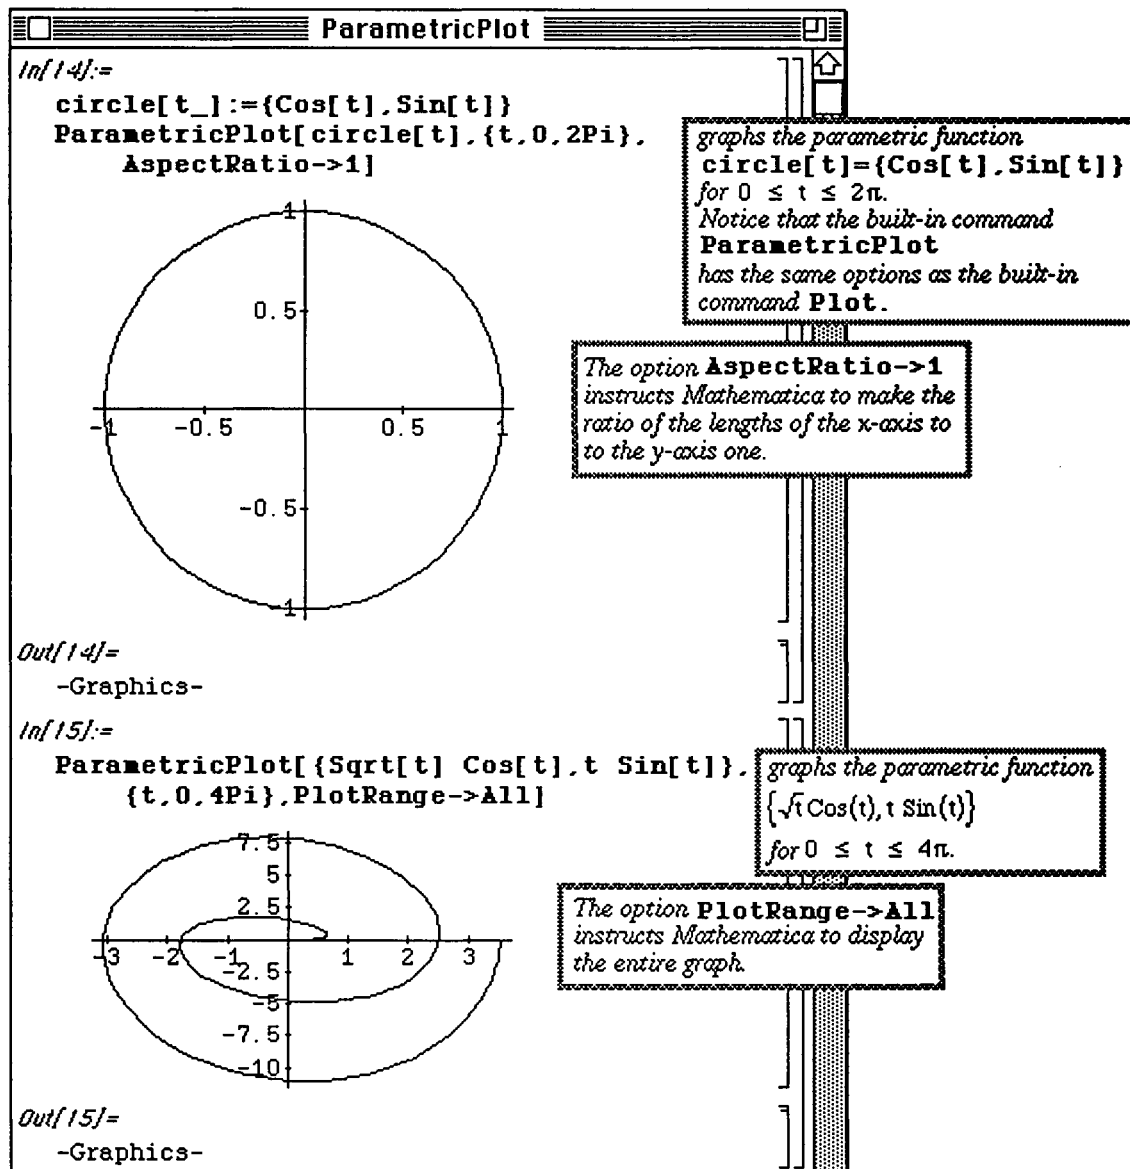 ParametricPlot
In[14]:=
circle[t_]:={Cos[t],Sin[t]}
ParametricPlot[circle[t],{t,0,2Pi},
AspectRatio->1]
graphs the parametric function
circle[t]={Cos[t],Sin[t]}
for 0 ≤ t ≤ 2π.
Notice that the built-in command
ParametricPlot
has the same options as the built-in
command Plot.
1
0.5
-1 -0.5 0.5 1
-0.5
-1
The option AspectRatio->1
instructs Mathematica to make the
ratio of the lengths of the x-axis to
to the y-axis one.
Out[14]=
-Graphics-
In[15]:=
ParametricPlot[{Sqrt[t] Cos[t],t Sin[t]},
{t,0,4Pi},PlotRange->All]
graphs the parametric function
{√t Cos(t), t Sin(t)}
for 0 ≤ t ≤ 4π.
7.5
5
2.5
-3 -2 -1 1 2 3
-2.5
-5
-7.5
-10
The option PlotRange->All
instructs Mathematica to display
the entire graph.
Out[15]=
-Graphics-